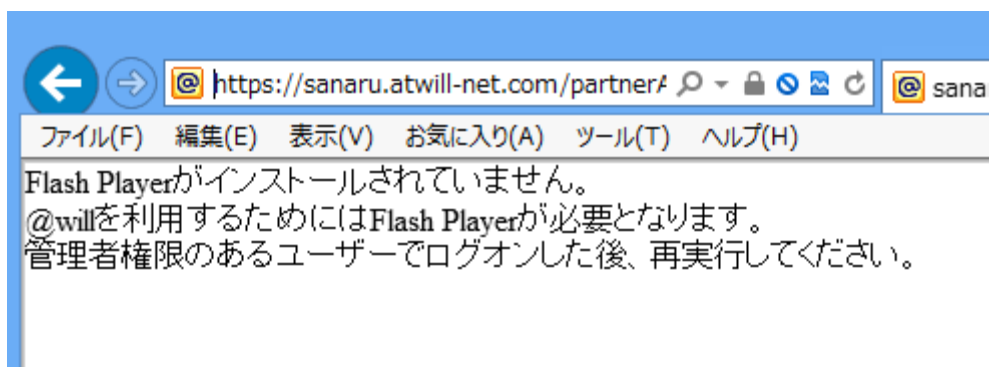 https://sanaru.atwill-net.com/partnerA
sana
ファイル(F) 編集(E) 表示(V) お気に入り(A) ツール(T) ヘルプ(H)
Flash Playerがインストールされていません。
@willを利用するためにはFlash Playerが必要となります。
管理者権限のあるユーザーでログオンした後、再実行してください。